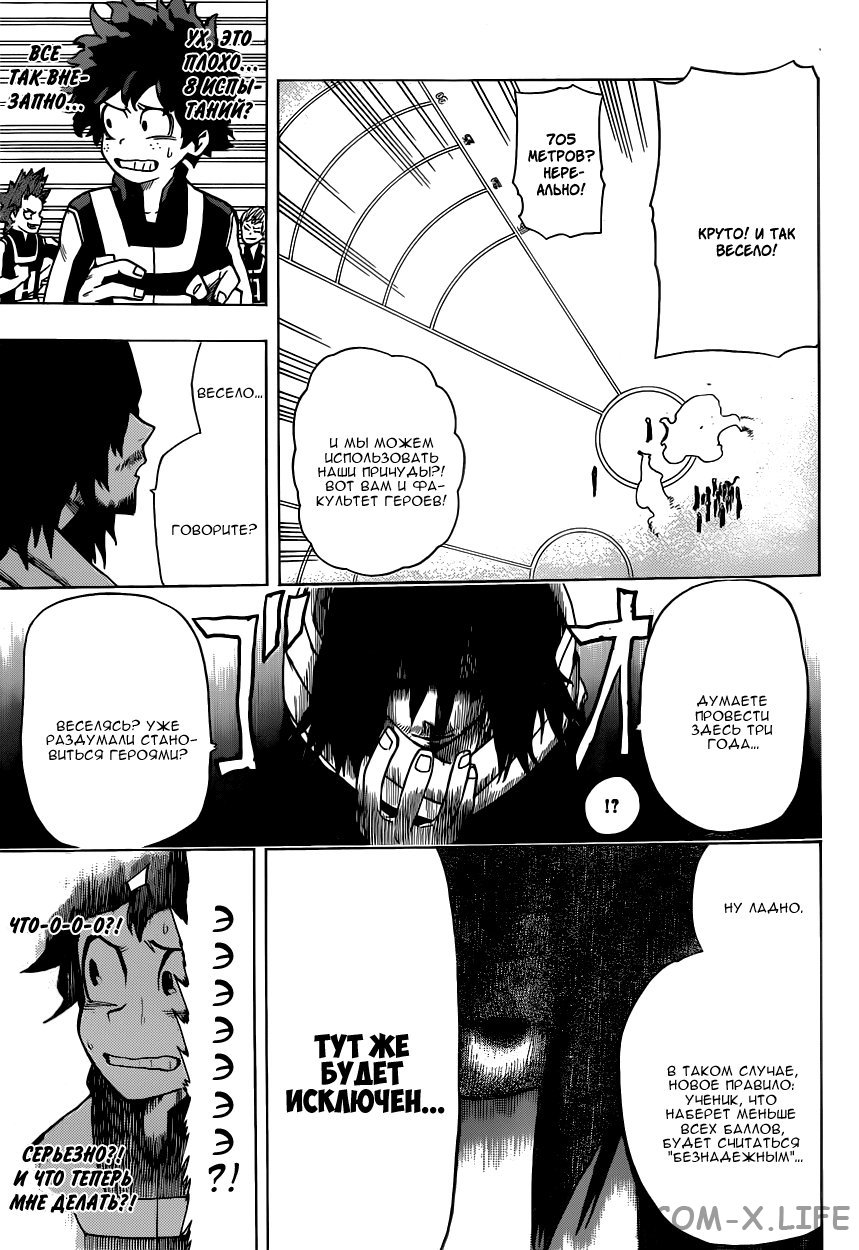 КРУТО! И ТАК
ВЕСЕЛО!
705
МЕТРОВ?
НЕРЕ-
АЛЬНО!
И МЫ МОЖЕМ
ИСПОЛЬЗОВАТЬ
НАШИ ПРИЧУДЫ?!
ВОТ ВАМ И ФА-
КУЛЬТЕТ ГЕРОЕВ!
УХ, ЭТО
ПЛОХО...
8 ИСПЫ-
ТАНИЙ?
ВСЕ
ТАК ВНЕ-
ЗАПНО...
ВЕСЕЛО...
ГОВОРИТЕ?
ДУМАЕТЕ
ПРОВЕСТИ
ЗДЕСЬ ТРИ
ГОДА...
!?
オ
ВЕСЕЛЯСЬ? УЖЕ
РАЗДУМАЛИ СТАНО-
ВИТЬСЯ ГЕРОЯМИ?
НУ ЛАДНО.
В ТАКОМ СЛУЧАЕ,
НОВОЕ ПРАВИЛО:
УЧЕНИК, ЧТО
НАБЕРЕТ МЕНЬШЕ
ВСЕХ БАЛЛОВ,
БУДЕТ СЧИТАТЬСЯ
"БЕЗНАДЕЖНЫМ"...
ТУТ ЖЕ
БУДЕТ
ИСКЛЮЧЕН...
Э
Э
Э
Э
Э
Э
Э
?!
ЧТО-О-О-О?!
СЕРЬЕЗНО?!
И ЧТО ТЕПЕРЬ
МНЕ ДЕЛАТЬ?!
COM-X.LIFE